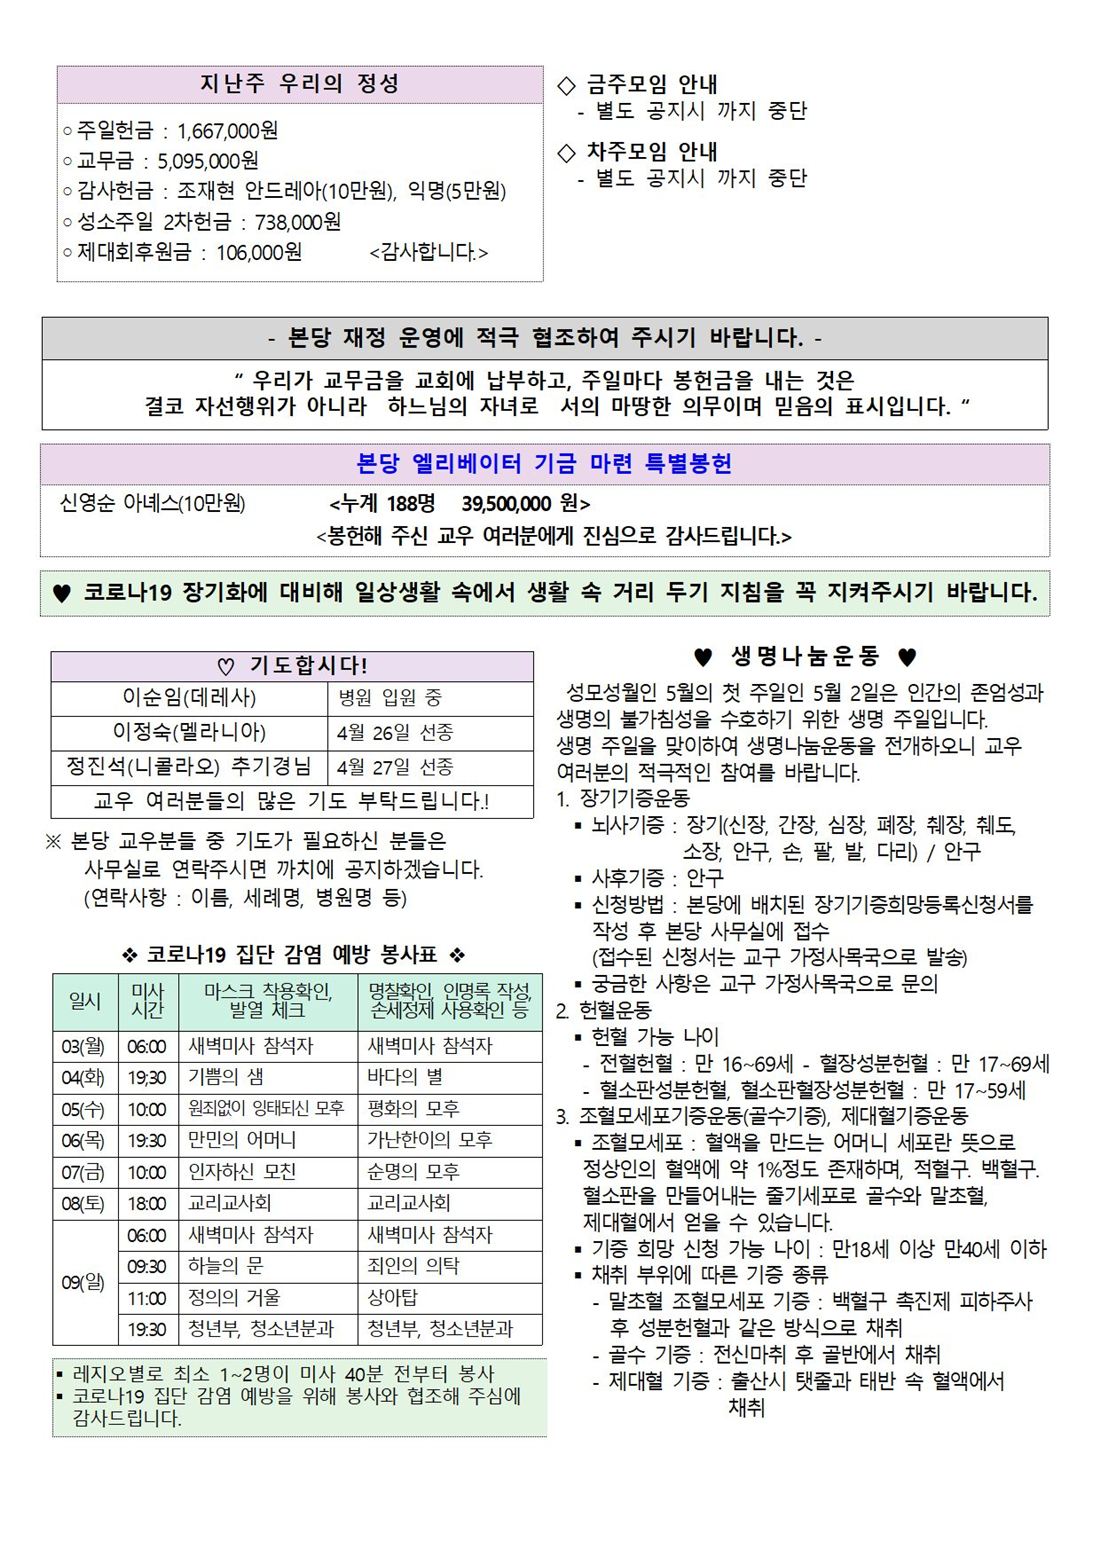 지난주 우리의 정성
○ 주일헌금 : 1,667,000원
○ 교무금 : 5,095,000원
○ 감사헌금 : 조재현 안드레아(10만원), 익명(5만원)
○ 성소주일 2차헌금 : 738,000원
○ 제대회후원금 : 106,000원 <감사합니다.>
◇ 금주모임 안내
- 별도 공지시 까지 중단
◇ 차주모임 안내
- 별도 공지시 까지 중단
- 본당 재정 운영에 적극 협조하여 주시기 바랍니다. -
“ 우리가 교무금을 교회에 납부하고, 주일마다 봉헌금을 내는 것은
결코 자선행위가 아니라 하느님의 자녀로 서의 마땅한 의무이며 믿음의 표시입니다. “
본당 엘리베이터 기금 마련 특별봉헌
신영순 아녜스(10만원) <누계 188명 39,500,000 원>
<봉헌해 주신 교우 여러분에게 진심으로 감사드립니다.>
♥ 코로나19 장기화에 대비해 일상생활 속에서 생활 속 거리 두기 지침을 꼭 지켜주시기 바랍니다.
♡ 기도합시다!
이순임(데레사) 병원 입원 중
이정숙(멜라니아) 4월 26일 선종
정진석(니콜라오) 추기경님 4월 27일 선종
교우 여러분들의 많은 기도 부탁드립니다.!
※ 본당 교우분들 중 기도가 필요하신 분들은
사무실로 연락주시면 까치에 공지하겠습니다.
(연락사항 : 이름, 세례명, 병원명 등)
❖ 코로나19 집단 감염 예방 봉사표 ❖
일시 미사 시간 마스크 착용확인, 발열 체크 명찰확인, 인명록 작성, 손세정제 사용확인 등
03(월) 06:00 새벽미사 참석자 새벽미사 참석자
04(화) 19:30 기쁨의 샘 바다의 별
05(수) 10:00 원죄없이 잉태되신 모후 평화의 모후
06(목) 19:30 만민의 어머니 가난한이의 모후
07(금) 10:00 인자하신 모친 순명의 모후
08(토) 18:00 교리교사회 교리교사회
09(일) 06:00 새벽미사 참석자 새벽미사 참석자
09:30 하늘의 문 죄인의 의탁
11:00 정의의 거울 상아탑
19:30 청년부, 청소년분과 청년부, 청소년분과
▪ 레지오별로 최소 1~2명이 미사 40분 전부터 봉사
▪ 코로나19 집단 감염 예방을 위해 봉사와 협조해 주심에
감사드립니다.
♥ 생명나눔운동 ♥
성모성월인 5월의 첫 주일인 5월 2일은 인간의 존엄성과
생명의 불가침성을 수호하기 위한 생명 주일입니다.
생명 주일을 맞이하여 생명나눔운동을 전개하오니 교우
여러분의 적극적인 참여를 바랍니다.
1. 장기기증운동
▪ 뇌사기증 : 장기(신장, 간장, 심장, 폐장, 췌장, 췌도,
소장, 안구, 손, 팔, 발, 다리) / 안구
▪ 사후기증 : 안구
▪ 신청방법 : 본당에 배치된 장기기증희망등록신청서를
작성 후 본당 사무실에 접수
(접수된 신청서는 교구 가정사목국으로 발송)
▪ 궁금한 사항은 교구 가정사목국으로 문의
2. 헌혈운동
▪ 헌혈 가능 나이
- 전혈헌혈 : 만 16~69세 - 혈장성분헌혈 : 만 17~69세
- 혈소판성분헌혈, 혈소판혈장성분헌혈 : 만 17~59세
3. 조혈모세포기증운동(골수기증), 제대혈기증운동
▪ 조혈모세포 : 혈액을 만드는 어머니 세포란 뜻으로
정상인의 혈액에 약 1%정도 존재하며, 적혈구. 백혈구.
혈소판을 만들어내는 줄기세포로 골수와 말초혈,
제대혈에서 얻을 수 있습니다.
▪ 기증 희망 신청 가능 나이 : 만18세 이상 만40세 이하
▪ 채취 부위에 따른 기증 종류
- 말초혈 조혈모세포 기증 : 백혈구 촉진제 피하주사
후 성분헌혈과 같은 방식으로 채취
- 골수 기증 : 전신마취 후 골반에서 채취
- 제대혈 기증 : 출산시 탯줄과 태반 속 혈액에서
채취